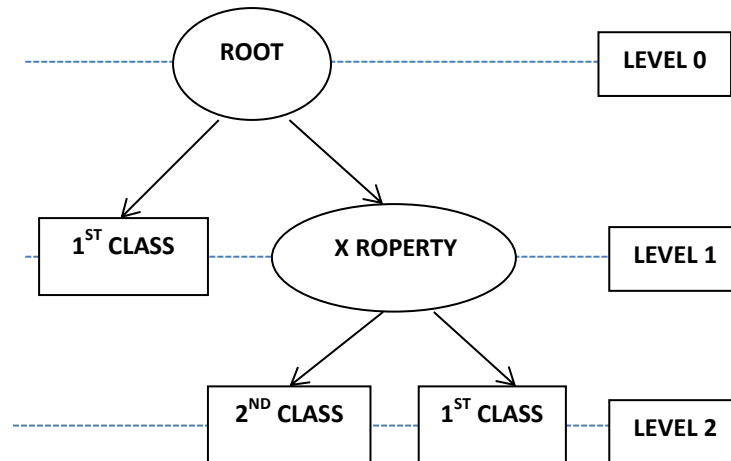 ROOT
LEVEL 0
1ST CLASS
X ROPERTY
LEVEL 1
2ND CLASS
1ST CLASS
LEVEL 2